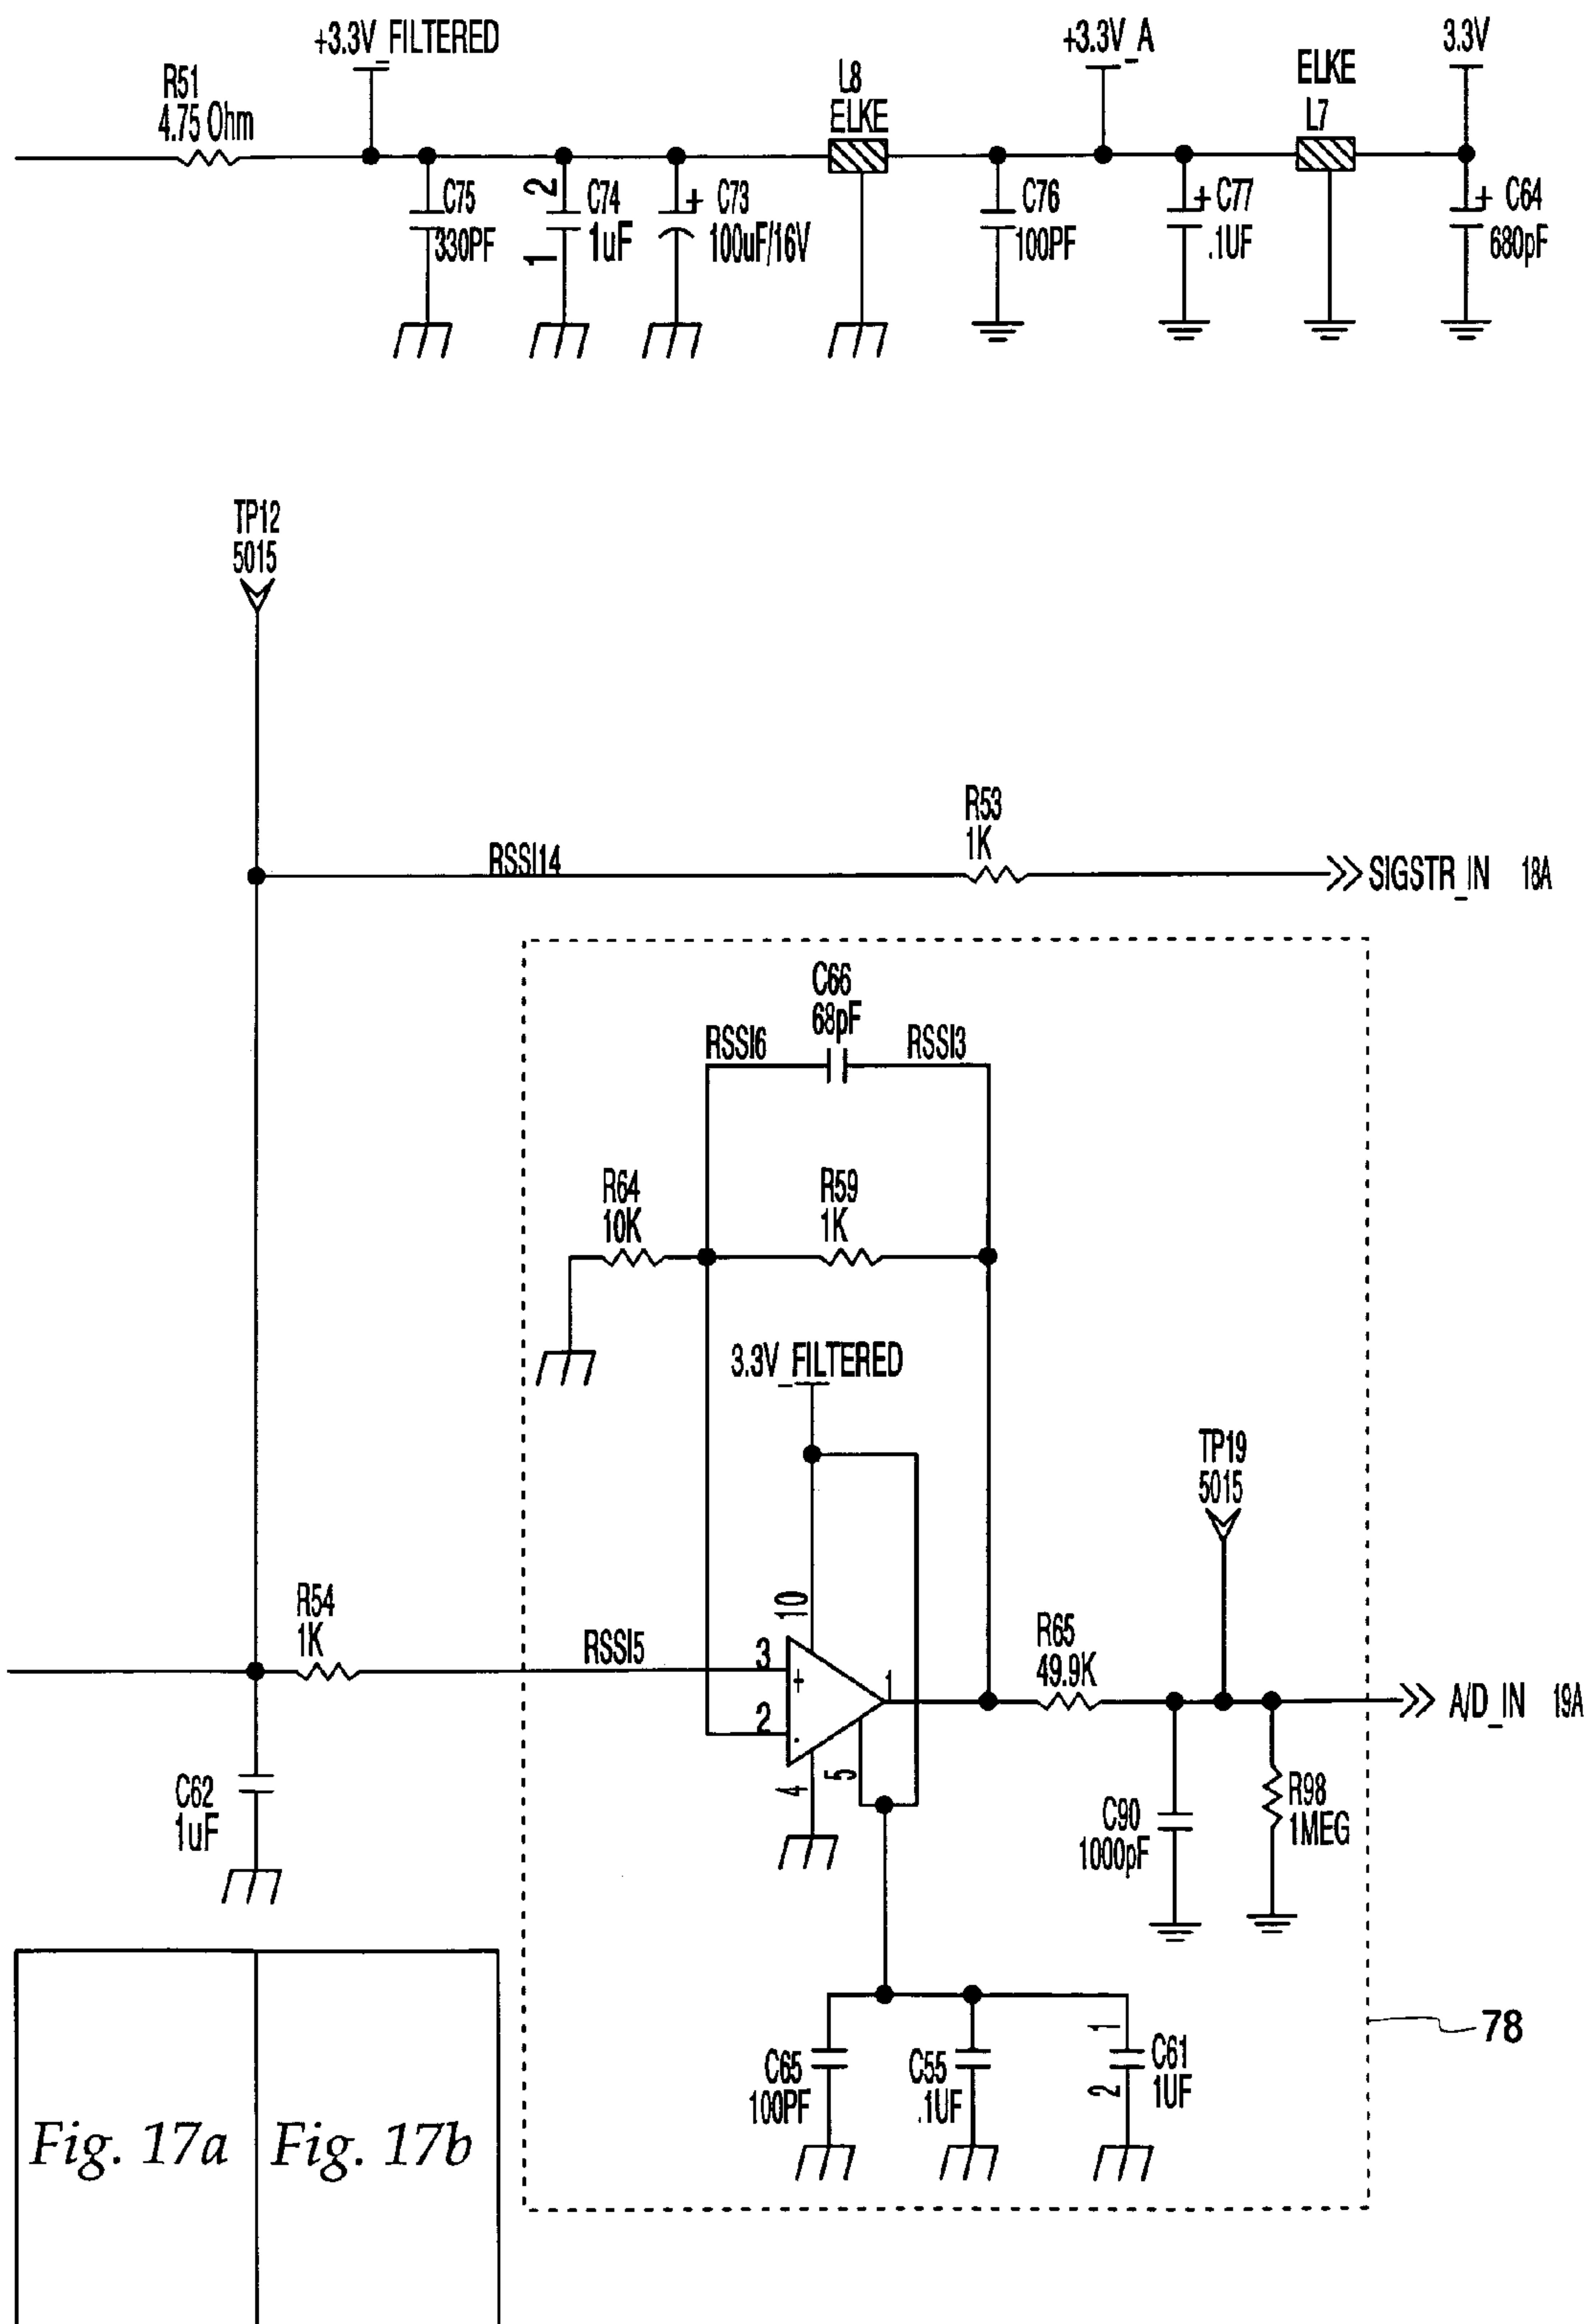 +3.3V_FILTERED
R51
4.75 Ohm
L8
ELKE
+3.3V_A
ELKE
L7
3.3V
C75
330PF
2
1
C74
1uF
+ C73
100uF/16V
C76
100PF
+ C77
.1UF
+ C64
680pF
TP12
5015
RSSI14
R53
1K
SIGSTR_IN 18A
C66
68pF
RSSI6
RSSI3
R64
10K
R59
1K
3.3V_FILTERED
TP19
5015
R54
1K
RSSI5
10
3
+
2
-
1
4
5
R65
49.9K
A/D_IN 19A
C62
1uF
C90
1000pF
R98
1MEG
C65
100PF
C55
.1UF
1
2
C61
1UF
78
Fig. 17a
Fig. 17b